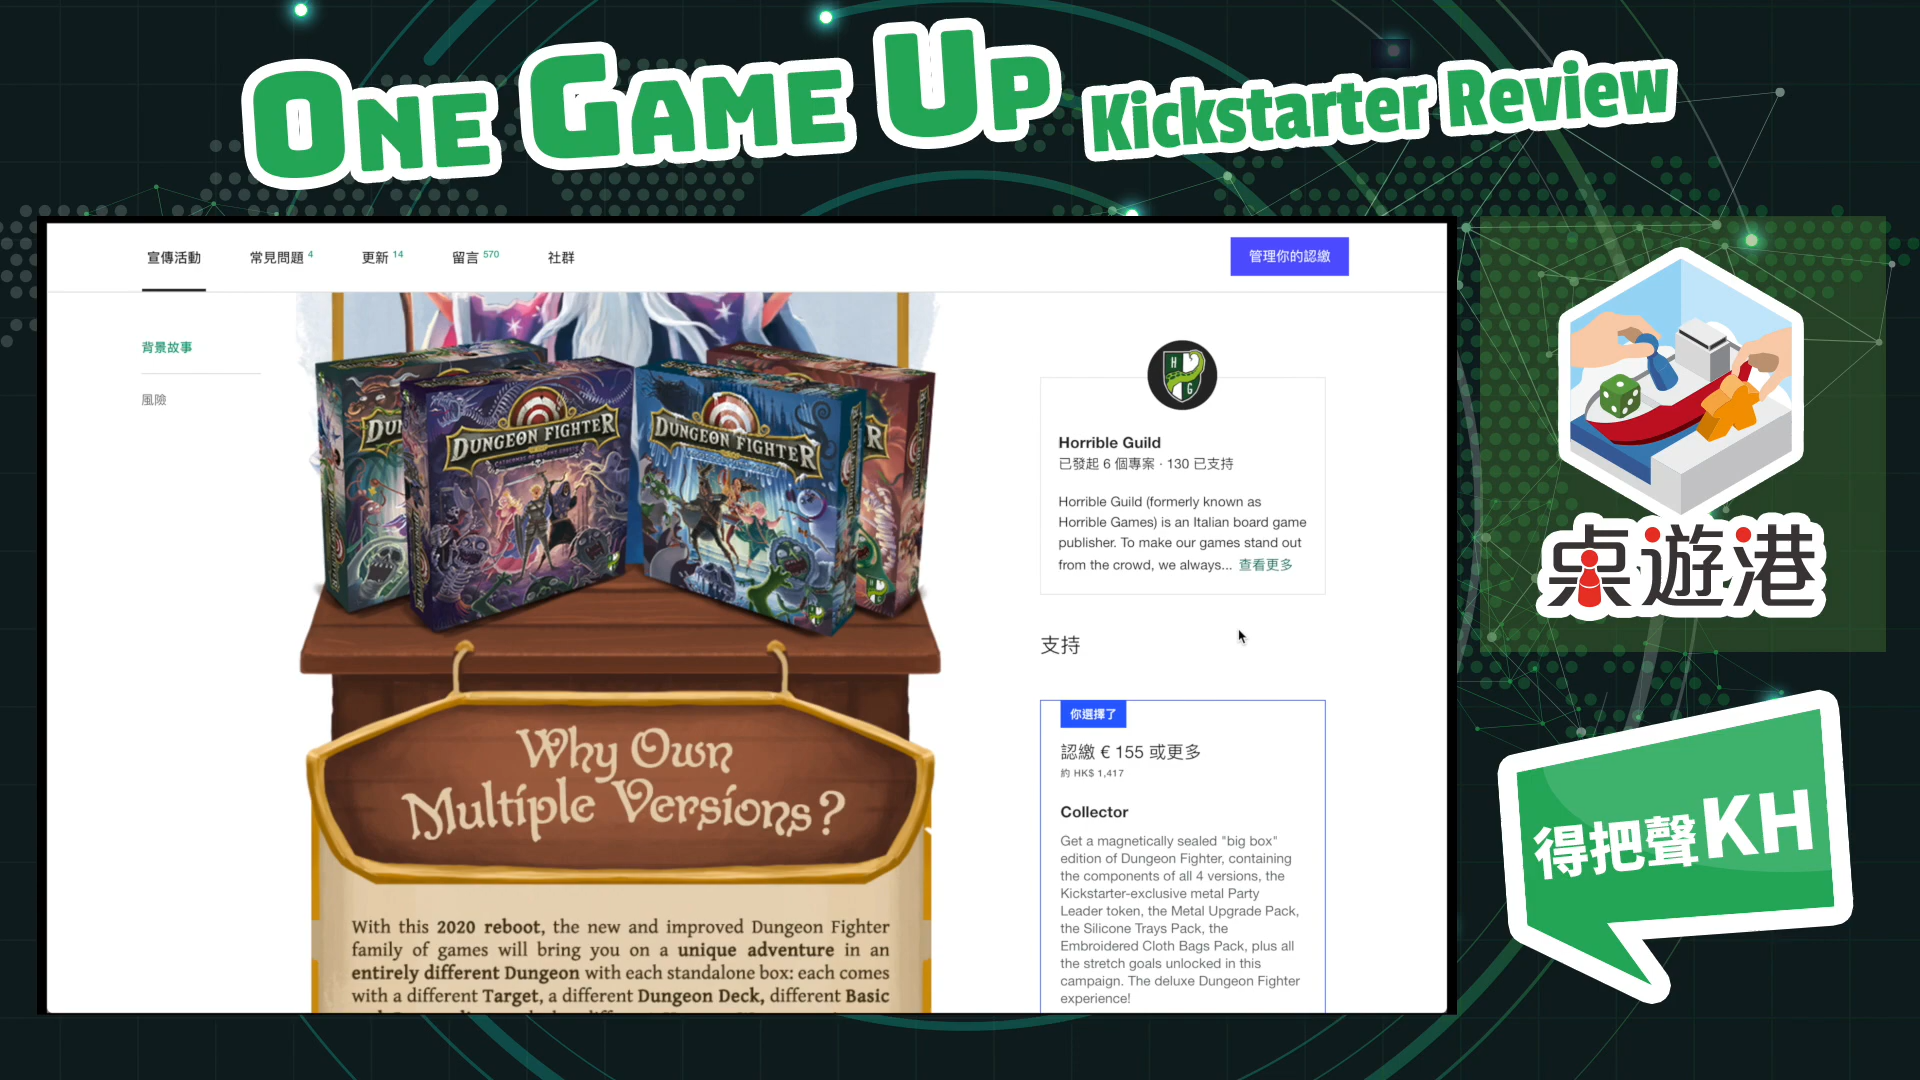 ONE GAME UP Kickstarter Review
宣傳活動
常見問題 4
更新 14
留言 570
社群
管理你的認繳
背景故事
風險
DUNGEON FIGHTER
DUNGEON FIGHTER
Why Own
Multiple Versions?
With this 2020 reboot, the new and improved Dungeon Fighter
family of games will bring you on a unique adventure in an
entirely different Dungeon with each standalone box: each comes
with a different Target, a different Dungeon Deck, different Basic
H
G
Horrible Guild
已發起 6 個專案 · 130 已支持
Horrible Guild (formerly known as
Horrible Games) is an Italian board game
publisher. To make our games stand out
from the crowd, we always... 查看更多
支持
你選擇了
認繳 € 155 或更多
約 HK$ 1,417
Collector
Get a magnetically sealed "big box"
edition of Dungeon Fighter, containing
the components of all 4 versions, the
Kickstarter-exclusive metal Party
Leader token, the Metal Upgrade Pack,
the Silicone Trays Pack, the
Embroidered Cloth Bags Pack, plus all
the stretch goals unlocked in this
campaign. The deluxe Dungeon Fighter
experience!
桌遊港
得把聲KH